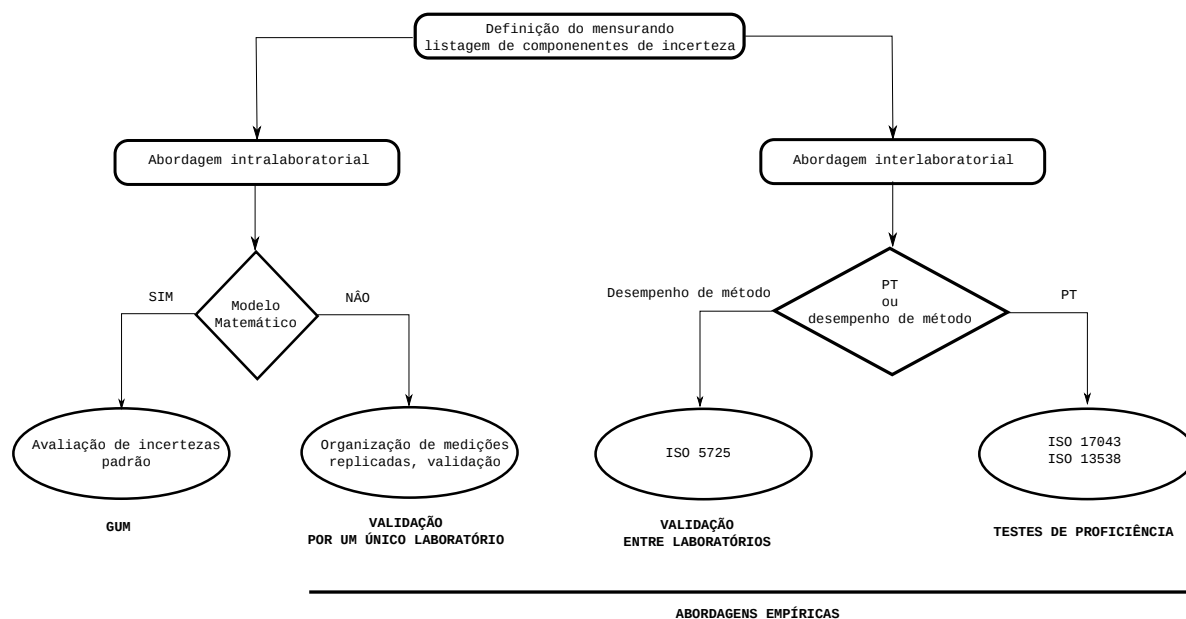 Definição do mensurando
listagem de componenentes de incerteza
Abordagem intralaboratorial
Abordagem interlaboratorial
SIM
Modelo
Matemático
NÂO
Desempenho de método
PT
ou
desempenho de método
PT
Avaliação de incertezas
padrão
Organização de medições
replicadas, validação
ISO 5725
ISO 17043
ISO 13538
GUM
VALIDAÇÃO
POR UM ÚNICO LABORATÓRIO
VALIDAÇÃO
ENTRE LABORATÓRIOS
TESTES DE PROFICIÊNCIA
ABORDAGENS EMPÍRICAS